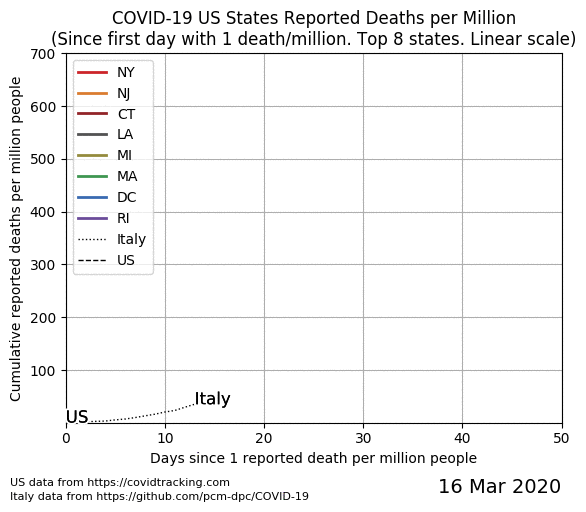 COVID-19 US States Reported Deaths per Million
(Since first day with 1 death/million. Top 8 states. Linear scale)
Cumulative reported deaths per million people
700
600
500
400
300
200
100
NY
NJ
CT
LA
MI
MA
DC
RI
Italy
US
Italy
US
0
10
20
30
40
50
Days since 1 reported death per million people
US data from https://covidtracking.com
Italy data from https://github.com/pcm-dpc/COVID-19
16 Mar 2020